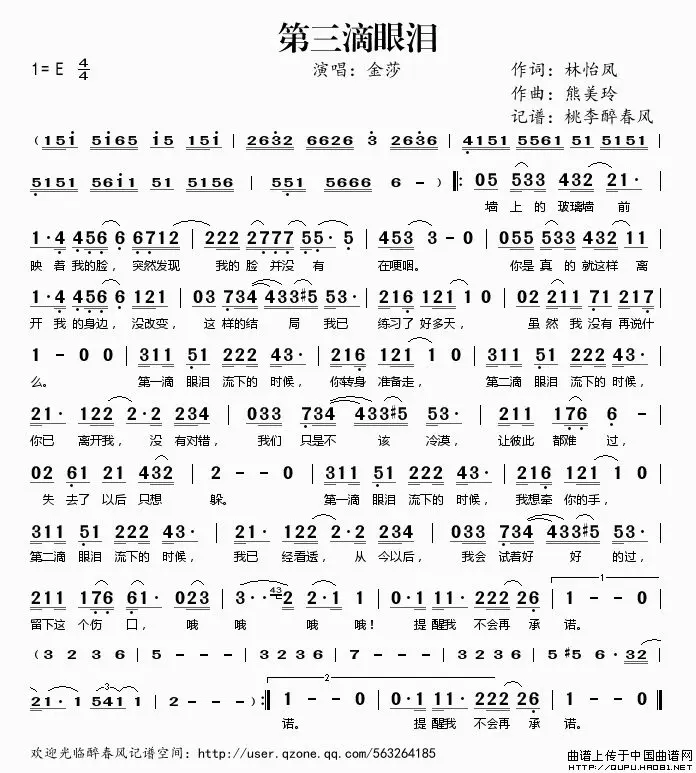 第三滴眼泪
1=E 4/4 演唱：金莎 作词：林怡凤
作曲：熊美玲
记谱：桃李醉春风
( 151 5165 15 151 | 2632 6626 3 2636 | 4151 5561 51 5151
5151 5611 51 5156 | 551 5666 6 - ) ‖: 05 533 432 21· |
墙 上 的 玻璃墙 前
1·4 456 6 6712 | 222 2777 55·5 | 453 3 - 0 | 055 533 432 11 |
映 着 我的脸， 突然发现 我的 脸 并没 有 在哽咽。 你是 真 的 就这样 离
1·4 456 6 121 | 03 734 433#5 53· | 216 121 1 0 | 02 211 71 217 |
开 我 的身边， 没改变， 这 样的结 局 我已 练习了 好多天， 虽 然 我 没有 再说什
1 - 0 0 | 311 51 222 43· | 216 121 1 0 | 311 51 222 43· |
么。 第一滴 眼泪 流下的 时候， 你转身 准备走， 第二滴 眼泪 流下的 时候，
21· 122 2·2 234 | 033 734 433#5 53· | 211 176 6 - |
你已 离开我， 没 有对错， 我们 只是不 该 冷漠， 让彼此 都难 过，
02 61 21 432 | 2 - - 0 | 311 51 222 43· | 216 121 1 0 |
失 去了 以后 只想 躲。 第一滴 眼泪 流下的 时候， 我想牵 你的手，
311 51 222 43· | 21· 122 2·2 234 | 033 734 433#5 53· |
第二滴 眼泪 流下的 时候， 我已 经看透， 从 今以后， 我会 试着好 好 的过，
211 176 61· 023 | 3··43 2 2·1 1 | 0·1 11· 222 26 | 1 1 - 0 |
留下这 个伤 口， 哦 哦 哦 哦！ 提 醒我 不会再 承 诺。
( 3 2 3 6 | 5 - - - | 3 2 3 6 | 7 - - - | 3 2 3 6 | 5 #5 6 · 32 |
21· 1 3 541 1 | 2 - - - ) :‖ 2 1 - 0 | 0·1 11· 222 26 | 1 - 0 ‖
诺。 提 醒我 不会再 承 诺。
欢迎光临醉春风记谱空间：http://user.qzone.qq.com/563264185
曲谱上传于中国曲谱网
http://QUPU.HAO81.NET